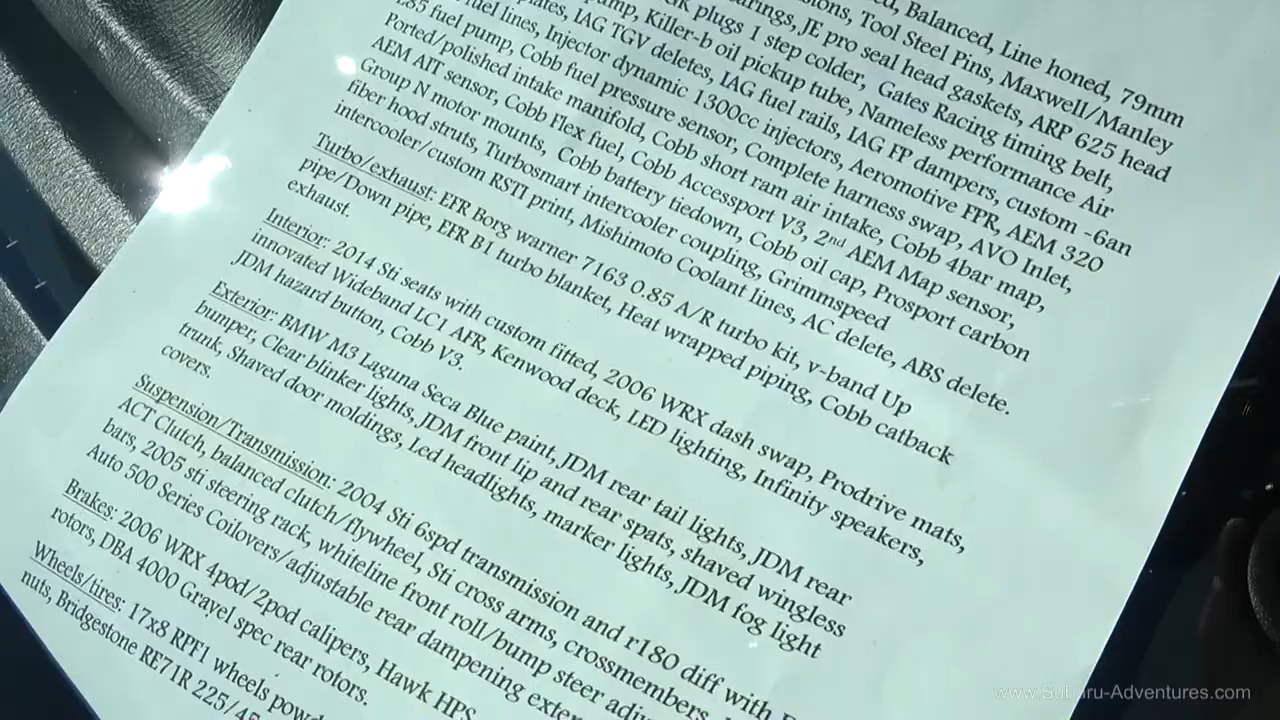 Balanced, Line honed, 79mm
Tool Steel Pins, Maxwell/Manley
JE pro seal head gaskets, ARP 625 head
plugs 1 step colder, Gates Racing timing belt,
Killer-b oil pickup tube, Nameless performance Air
IAG TGV deletes, IAG fuel rails, IAG FP dampers, custom -6an
fuel lines, Injector dynamic 1300cc injectors, Aeromotive FPR, AEM 320
fuel pump, Cobb fuel pressure sensor, Complete harness swap, AVO Inlet,
Ported/polished intake manifold, Cobb short ram air intake, Cobb 4bar map,
AEM AIT sensor, Cobb Flex fuel, Cobb Accessport V3, 2nd AEM Map sensor,
Group N motor mounts, Cobb battery tiedown, Cobb oil cap, Prosport carbon
fiber hood struts, Turbosmart intercooler coupling, Grimmspeed
intercooler/custom RSTI print, Mishimoto Coolant lines, AC delete, ABS delete.
Turbo/exhaust: EFR Borg warner 7163 0.85 A/R turbo kit, v-band Up
pipe/Down pipe, EFR B1 turbo blanket, Heat wrapped piping, Cobb catback
exhaust.
Interior: 2014 Sti seats with custom fitted, 2006 WRX dash swap, Prodrive mats,
innovated Wideband LC1 AFR, Kenwood deck, LED lighting, Infinity speakers,
JDM hazard button, Cobb V3.
Exterior: BMW M3 Laguna Seca Blue paint, JDM rear tail lights, JDM rear
bumper, Clear blinker lights, JDM front lip and rear spats, shaved wingless
trunk, Shaved door moldings, Led headlights, marker lights, JDM fog light
covers.
Suspension/Transmission: 2004 Sti 6spd transmission and r180 diff with
ACT Clutch, balanced clutch/flywheel, Sti cross arms, crossmembers,
bars, 2005 sti steering rack, whiteline front roll/bump steer
Auto 500 Series Coilovers/adjustable rear dampening
Brakes: 2006 WRX 4pod/2pod calipers, Hawk HPS
rotors, DBA 4000 Gravel spec rear rotors.
Wheels/tires: 17x8 RPF1 wheels
nuts, Bridgestone RE71R 225/45
www.Subaru-Adventures.com